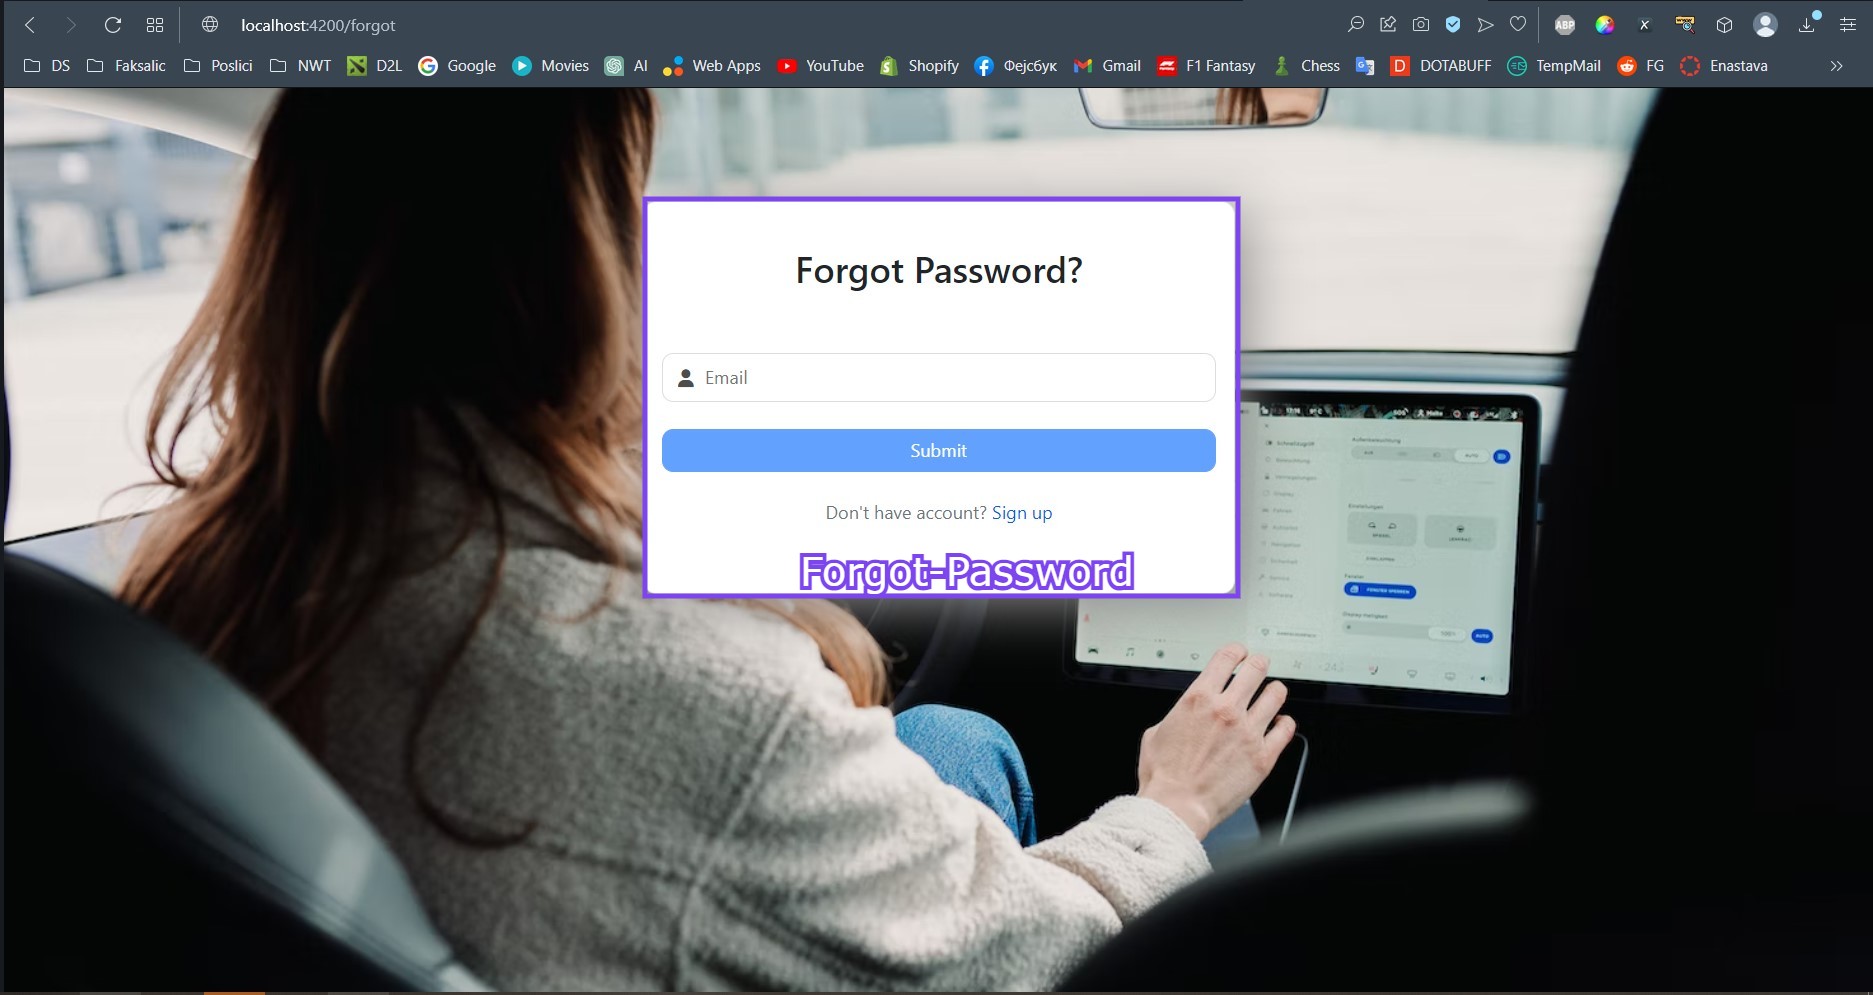 localhost:4200/forgot
ABP
DS Faksalic Poslici NWT D2L Google Movies AI Web Apps YouTube Shopify Фејсбук Gmail F1 Fantasy Chess DOTABUFF TempMail FG Enastava
Forgot Password?
Email
Submit
Don't have account? Sign up
Forgot-Password